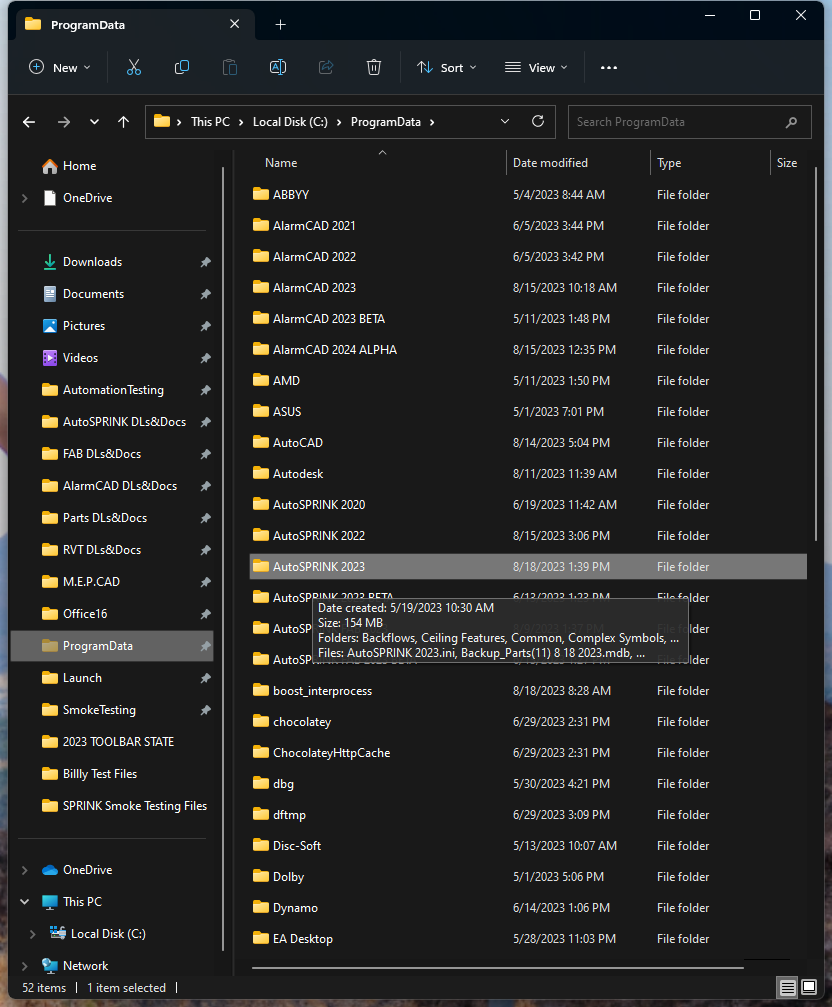 ProgramData
New
Sort
View
This PC > Local Disk (C:) > ProgramData >
Search ProgramData
Home
OneDrive
Downloads
Documents
Pictures
Videos
AutomationTesting
AutoSPRINK DLs&Docs
FAB DLs&Docs
AlarmCAD DLs&Docs
Parts DLs&Docs
RVT DLs&Docs
M.E.P.CAD
Office16
ProgramData
Launch
SmokeTesting
2023 TOOLBAR STATE
Billly Test Files
SPRINK Smoke Testing Files
OneDrive
This PC
Local Disk (C:)
Network
Name Date modified Type Size
ABBYY 5/4/2023 8:44 AM File folder
AlarmCAD 2021 6/5/2023 3:44 PM File folder
AlarmCAD 2022 6/5/2023 3:42 PM File folder
AlarmCAD 2023 8/15/2023 10:18 AM File folder
AlarmCAD 2023 BETA 5/11/2023 1:48 PM File folder
AlarmCAD 2024 ALPHA 8/15/2023 12:35 PM File folder
AMD 5/11/2023 1:50 PM File folder
ASUS 5/1/2023 7:01 PM File folder
AutoCAD 8/14/2023 5:04 PM File folder
Autodesk 8/11/2023 11:39 AM File folder
AutoSPRINK 2020 6/19/2023 11:42 AM File folder
AutoSPRINK 2022 8/15/2023 3:06 PM File folder
AutoSPRINK 2023 8/18/2023 1:39 PM File folder
AutoSPRINK 2023 BETA File folder
Date created: 5/19/2023 10:30 AM
Size: 154 MB
Folders: Backflows, Ceiling Features, Common, Complex Symbols, ...
Files: AutoSPRINK 2023.ini, Backup_Parts(11) 8 18 2023.mdb, ...
AutoSP File folder
AutoSP File folder
boost_interprocess 8/18/2023 8:28 AM File folder
chocolatey 6/29/2023 2:31 PM File folder
ChocolateyHttpCache 6/29/2023 2:31 PM File folder
dbg 5/30/2023 4:21 PM File folder
dftmp 6/29/2023 3:09 PM File folder
Disc-Soft 5/13/2023 10:07 AM File folder
Dolby 5/1/2023 5:06 PM File folder
Dynamo 6/14/2023 1:06 PM File folder
EA Desktop 5/28/2023 11:03 PM File folder
52 items | 1 item selected |